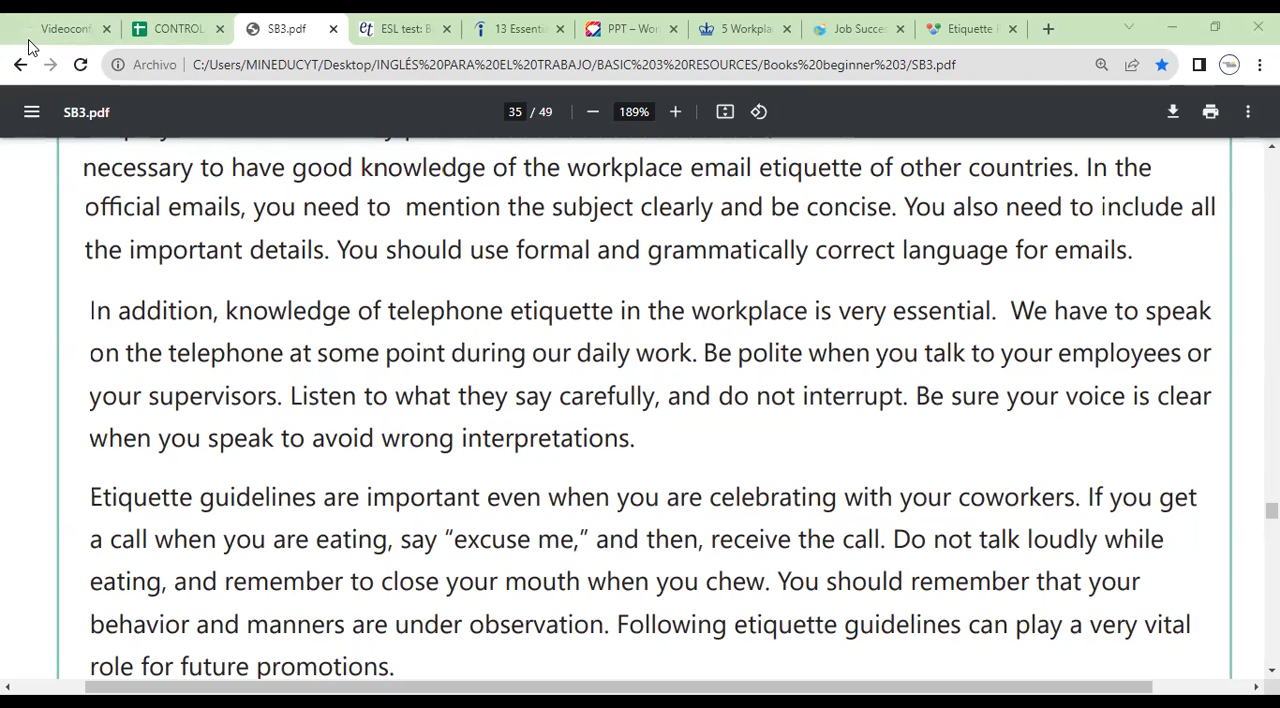 Videoconf
CONTROL
SB3.pdf
ESL test: B
13 Essenti
PPT – Wor
5 Workpla
Job Succes
Etiquette
Archivo
C:/Users/MINEDUCYT/Desktop/INGLÉS%20PARA%20EL%20TRABAJO/BASIC%203%20RESOURCES/Books%20beginner%203/SB3.pdf
SB3.pdf
35 / 49
189%
necessary to have good knowledge of the workplace email etiquette of other countries. In the
official emails, you need to mention the subject clearly and be concise. You also need to include all
the important details. You should use formal and grammatically correct language for emails.
In addition, knowledge of telephone etiquette in the workplace is very essential. We have to speak
on the telephone at some point during our daily work. Be polite when you talk to your employees or
your supervisors. Listen to what they say carefully, and do not interrupt. Be sure your voice is clear
when you speak to avoid wrong interpretations.
Etiquette guidelines are important even when you are celebrating with your coworkers. If you get
a call when you are eating, say “excuse me,” and then, receive the call. Do not talk loudly while
eating, and remember to close your mouth when you chew. You should remember that your
behavior and manners are under observation. Following etiquette guidelines can play a very vital
role for future promotions.